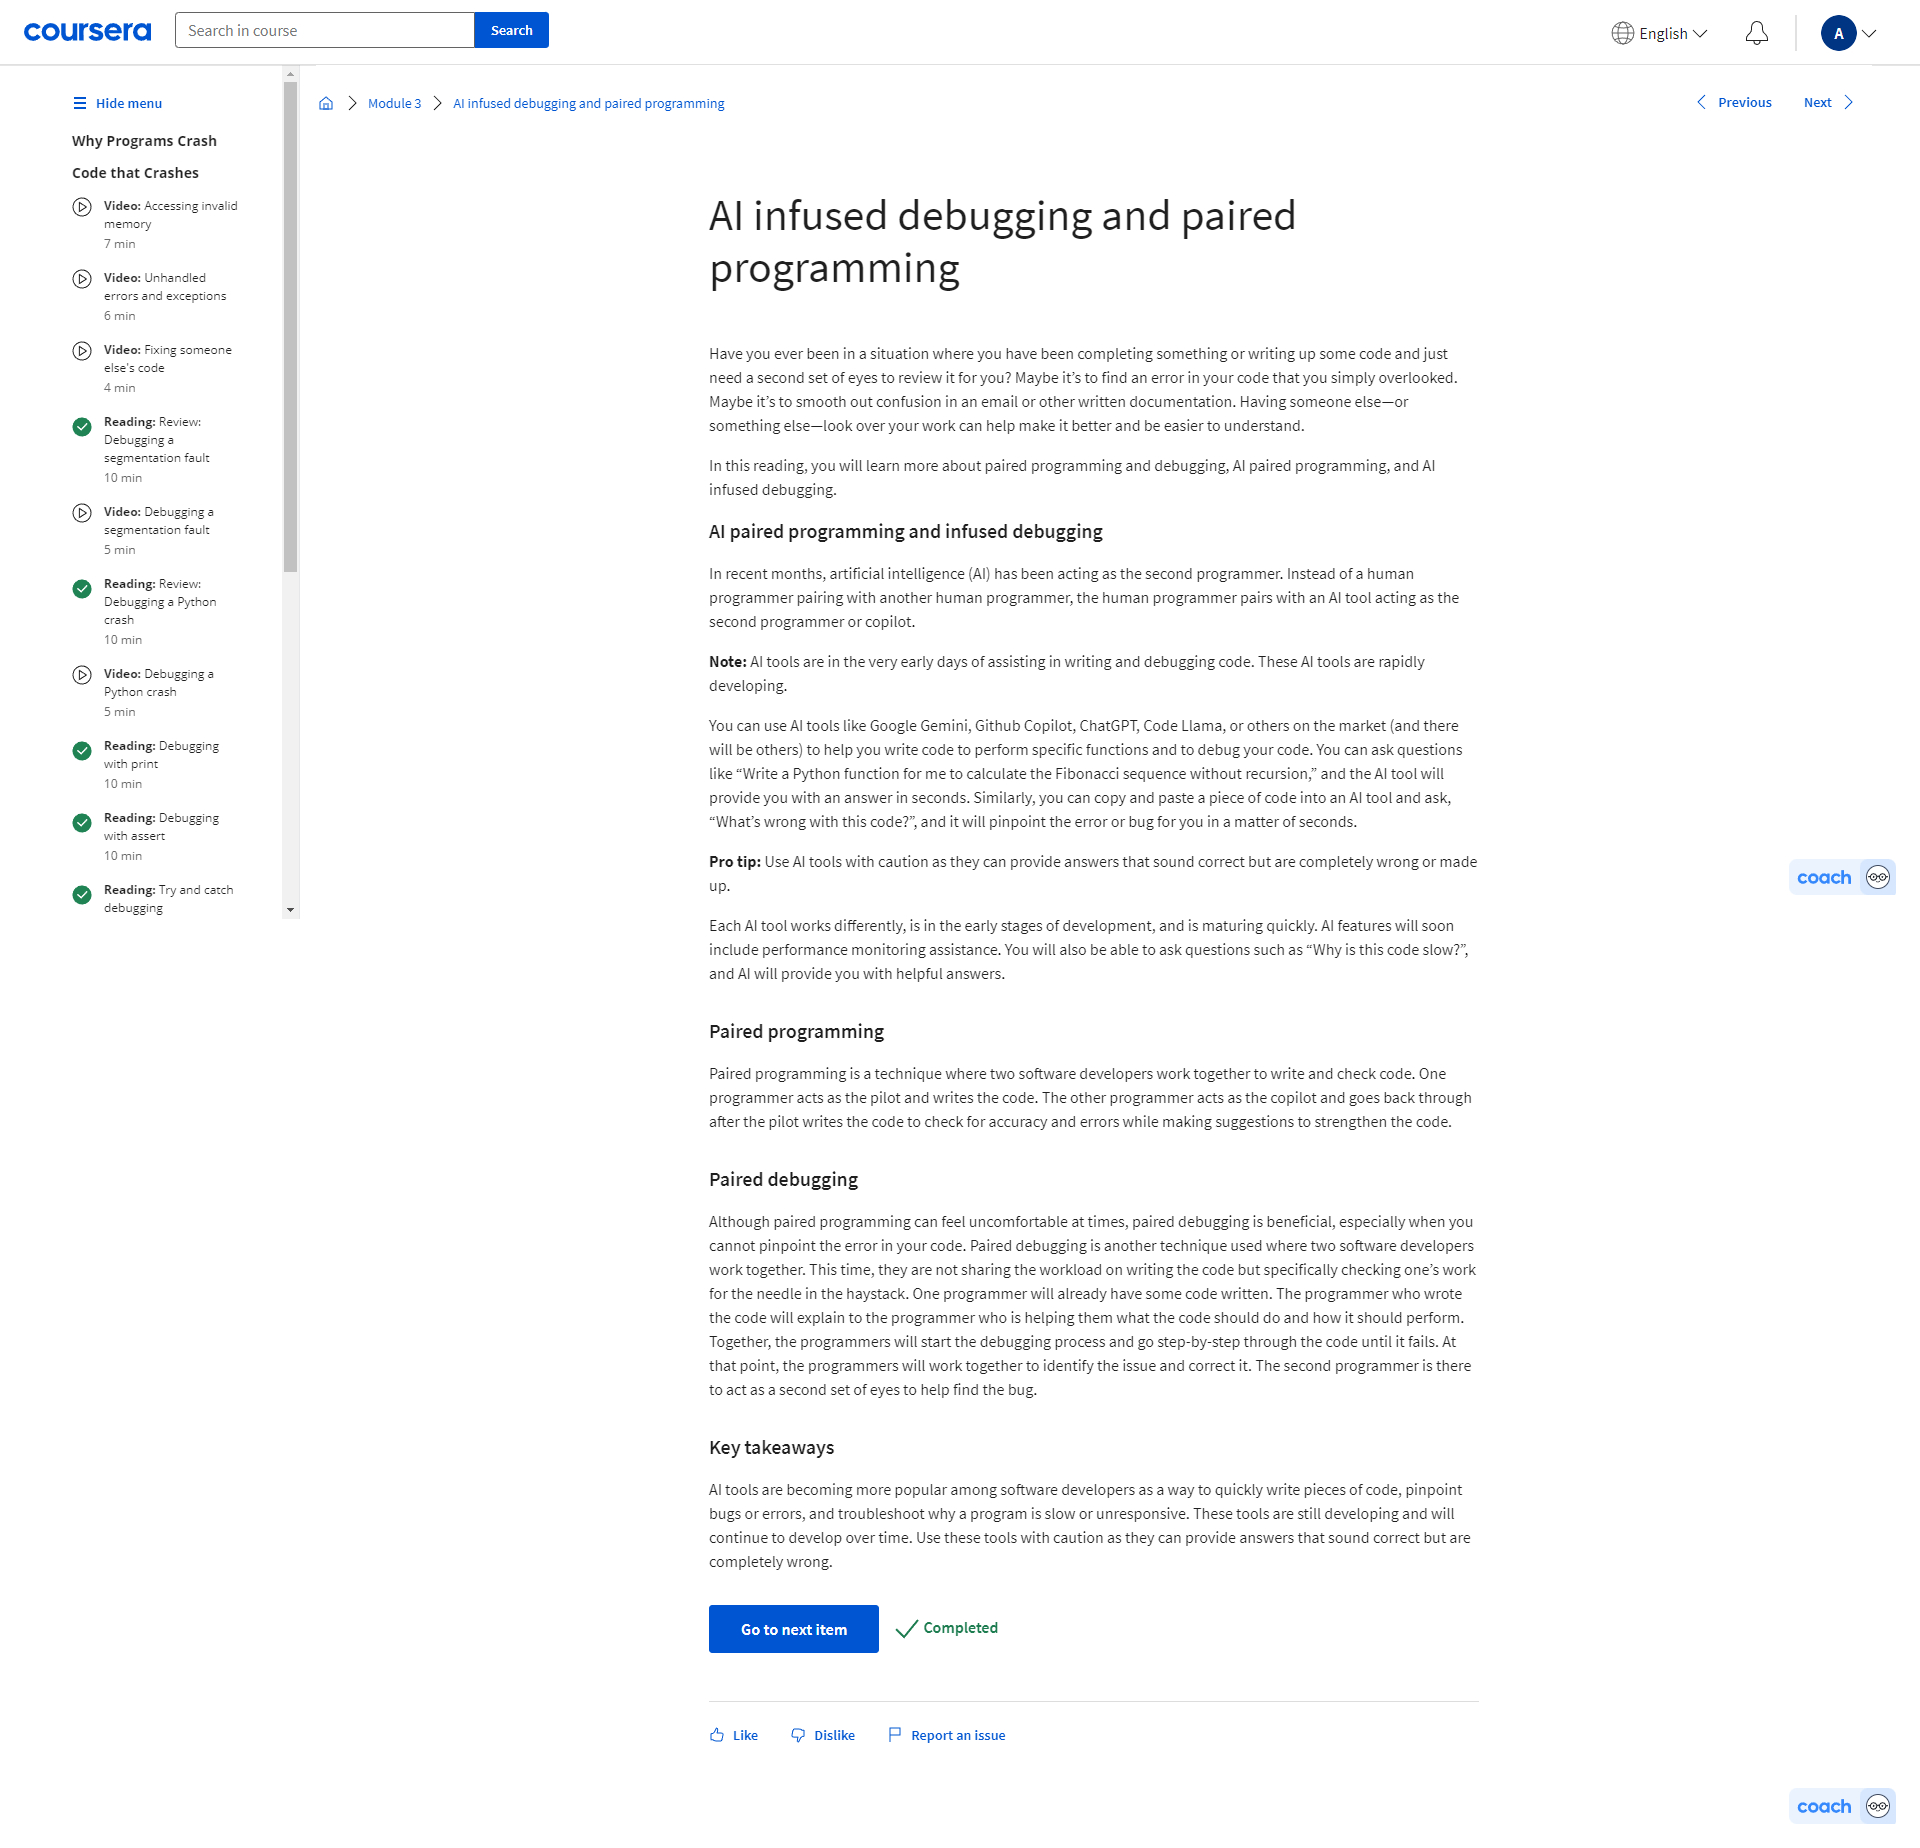 coursera
Search in course
Search
English
A
Hide menu
Why Programs Crash
Code that Crashes
Video: Accessing invalid
memory
7 min
Video: Unhandled
errors and exceptions
6 min
Video: Fixing someone
else's code
4 min
Reading: Review:
Debugging a
segmentation fault
10 min
Video: Debugging a
segmentation fault
5 min
Reading: Review:
Debugging a Python
crash
10 min
Video: Debugging a
Python crash
5 min
Reading: Debugging
with print
10 min
Reading: Debugging
with assert
10 min
Reading: Try and catch
debugging
Module 3
AI infused debugging and paired programming
Previous
Next
AI infused debugging and paired
programming
Have you ever been in a situation where you have been completing something or writing up some code and just
need a second set of eyes to review it for you? Maybe it’s to find an error in your code that you simply overlooked.
Maybe it’s to smooth out confusion in an email or other written documentation. Having someone else—or
something else—look over your work can help make it better and be easier to understand.
In this reading, you will learn more about paired programming and debugging, AI paired programming, and AI
infused debugging.
AI paired programming and infused debugging
In recent months, artificial intelligence (AI) has been acting as the second programmer. Instead of a human
programmer pairing with another human programmer, the human programmer pairs with an AI tool acting as the
second programmer or copilot.
Note: AI tools are in the very early days of assisting in writing and debugging code. These AI tools are rapidly
developing.
You can use AI tools like Google Gemini, Github Copilot, ChatGPT, Code Llama, or others on the market (and there
will be others) to help you write code to perform specific functions and to debug your code. You can ask questions
like “Write a Python function for me to calculate the Fibonacci sequence without recursion,” and the AI tool will
provide you with an answer in seconds. Similarly, you can copy and paste a piece of code into an AI tool and ask,
“What’s wrong with this code?”, and it will pinpoint the error or bug for you in a matter of seconds.
Pro tip: Use AI tools with caution as they can provide answers that sound correct but are completely wrong or made
up.
Each AI tool works differently, is in the early stages of development, and is maturing quickly. AI features will soon
include performance monitoring assistance. You will also be able to ask questions such as “Why is this code slow?”,
and AI will provide you with helpful answers.
Paired programming
Paired programming is a technique where two software developers work together to write and check code. One
programmer acts as the pilot and writes the code. The other programmer acts as the copilot and goes back through
after the pilot writes the code to check for accuracy and errors while making suggestions to strengthen the code.
Paired debugging
Although paired programming can feel uncomfortable at times, paired debugging is beneficial, especially when you
cannot pinpoint the error in your code. Paired debugging is another technique used where two software developers
work together. This time, they are not sharing the workload on writing the code but specifically checking one’s work
for the needle in the haystack. One programmer will already have some code written. The programmer who wrote
the code will explain to the programmer who is helping them what the code should do and how it should perform.
Together, the programmers will start the debugging process and go step-by-step through the code until it fails. At
that point, the programmers will work together to identify the issue and correct it. The second programmer is there
to act as a second set of eyes to help find the bug.
Key takeaways
AI tools are becoming more popular among software developers as a way to quickly write pieces of code, pinpoint
bugs or errors, and troubleshoot why a program is slow or unresponsive. These tools are still developing and will
continue to develop over time. Use these tools with caution as they can provide answers that sound correct but are
completely wrong.
Go to next item
Completed
Like
Dislike
Report an issue
coach
coach